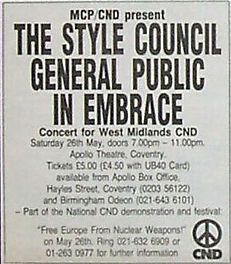 MCP/CND present
THE STYLE COUNCIL
GENERAL PUBLIC
IN EMBRACE
Concert for West Midlands CND
Saturday 26th May, doors 7.00pm – 11.00pm.
Apollo Theatre, Coventry.
Tickets £5.00 (£4.50 with UB40 Card)
available from Apollo Box Office,
Hayles Street, Coventry (0203 56122)
and Birmingham Odeon (021-643 6101)
– Part of the National CND demonstration and festival:
"Free Europe From Nuclear Weapons!"
on May 26th. Ring 021-632 6909 or
01-263 0977 for further information.
CND